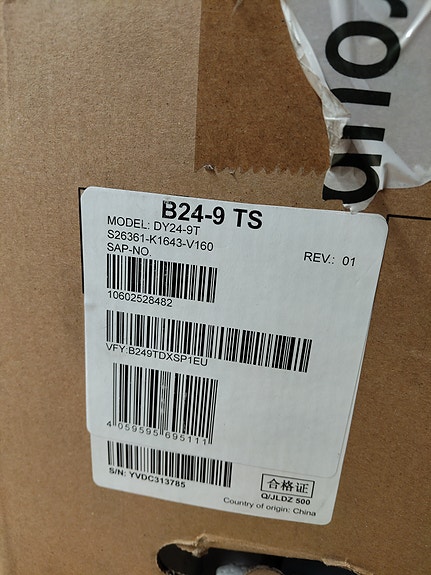 B24-9 TS
MODEL: DY24-9T
S26361-K1643-V160
SAP-NO.
REV.: 01
10602528482
VFY:B249TDXSP1EU
4 059595 695111
S/N: YVDC313785
合格证
Q/JLDZ 500
Country of origin: China